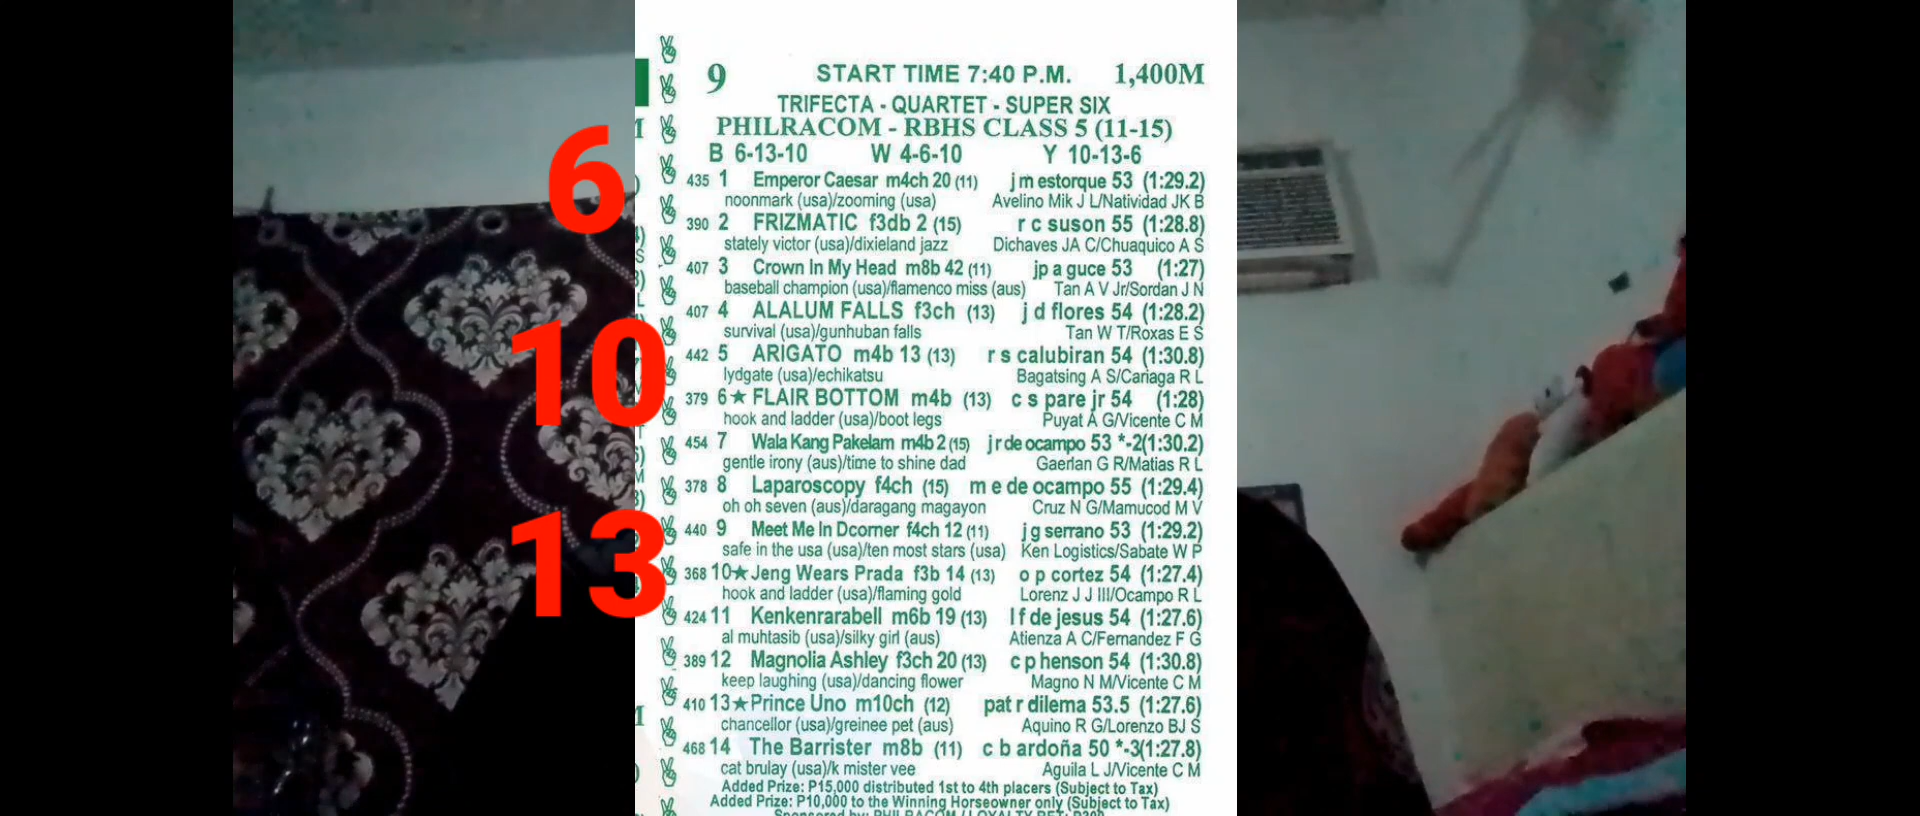 6
10
13
9 START TIME 7:40 P.M. 1,400M
TRIFECTA - QUARTET - SUPER SIX
PHILRACOM - RBHS CLASS 5 (11-15)
B 6-13-10 W 4-6-10 Y 10-13-6
435 1 Emperor Caesar m4ch 20 (11) j m estorque 53 (1:29.2)
noonmark (usa)/zooming (usa) Avelino Mik J L/Natividad JK B
390 2 FRIZMATIC f3db 2 (15) r c suson 55 (1:28.8)
stately victor (usa)/dixieland jazz Dichaves JA C/Chuaquico A S
407 3 Crown In My Head m8b 42 (11) jp a guce 53 (1:27)
baseball champion (usa)/flamenco miss (aus) Tan A V Jr/Sordan J N
407 4 ALALUM FALLS f3ch (13) j d flores 54 (1:28.2)
survival (usa)/gunhuban falls Tan W T/Roxas E S
442 5 ARIGATO m4b 13 (13) r s calubiran 54 (1:30.8)
lydgate (usa)/echikatsu Bagatsing A S/Cariaga R L
379 6★ FLAIR BOTTOM m4b (13) c s pare jr 54 (1:28)
hook and ladder (usa)/boot legs Puyat A G/Vicente C M
454 7 Wala Kang Pakelam m4b 2 (15) j r de ocampo 53 *-2(1:30.2)
gentle irony (aus)/time to shine dad Gaerlan G R/Matias R L
378 8 Laparoscopy f4ch (15) m e de ocampo 55 (1:29.4)
oh oh seven (aus)/daragang magayon Cruz N G/Mamucod M V
440 9 Meet Me In Dcorner f4ch 12 (11) j g serrano 53 (1:29.2)
safe in the usa (usa)/ten most stars (usa) Ken Logistics/Sabate W P
368 10★Jeng Wears Prada f3b 14 (13) o p cortez 54 (1:27.4)
hook and ladder (usa)/flaming gold Lorenz J J III/Ocampo R L
424 11 Kenkenrarabell m6b 19 (13) l f de jesus 54 (1:27.6)
al muhtasib (usa)/silky girl (aus) Atienza A C/Fernandez F G
389 12 Magnolia Ashley f3ch 20 (13) c p henson 54 (1:30.8)
keep laughing (usa)/dancing flower Magno N M/Vicente C M
410 13★Prince Uno m10ch (12) pat r dilema 53.5 (1:27.6)
chancellor (usa)/greinee pet (aus) Aquino R G/Lorenzo BJ S
468 14 The Barrister m8b (11) c b ardoña 50 *-3(1:27.8)
cat brulay (usa)/k mister vee Aguila L J/Vicente C M
Added Prize: P15,000 distributed 1st to 4th placers (Subject to Tax)
Added Prize: P10,000 to the Winning Horseowner only (Subject to Tax)
Sponsored by: PHILRACOM / LOYALTY BET: P300